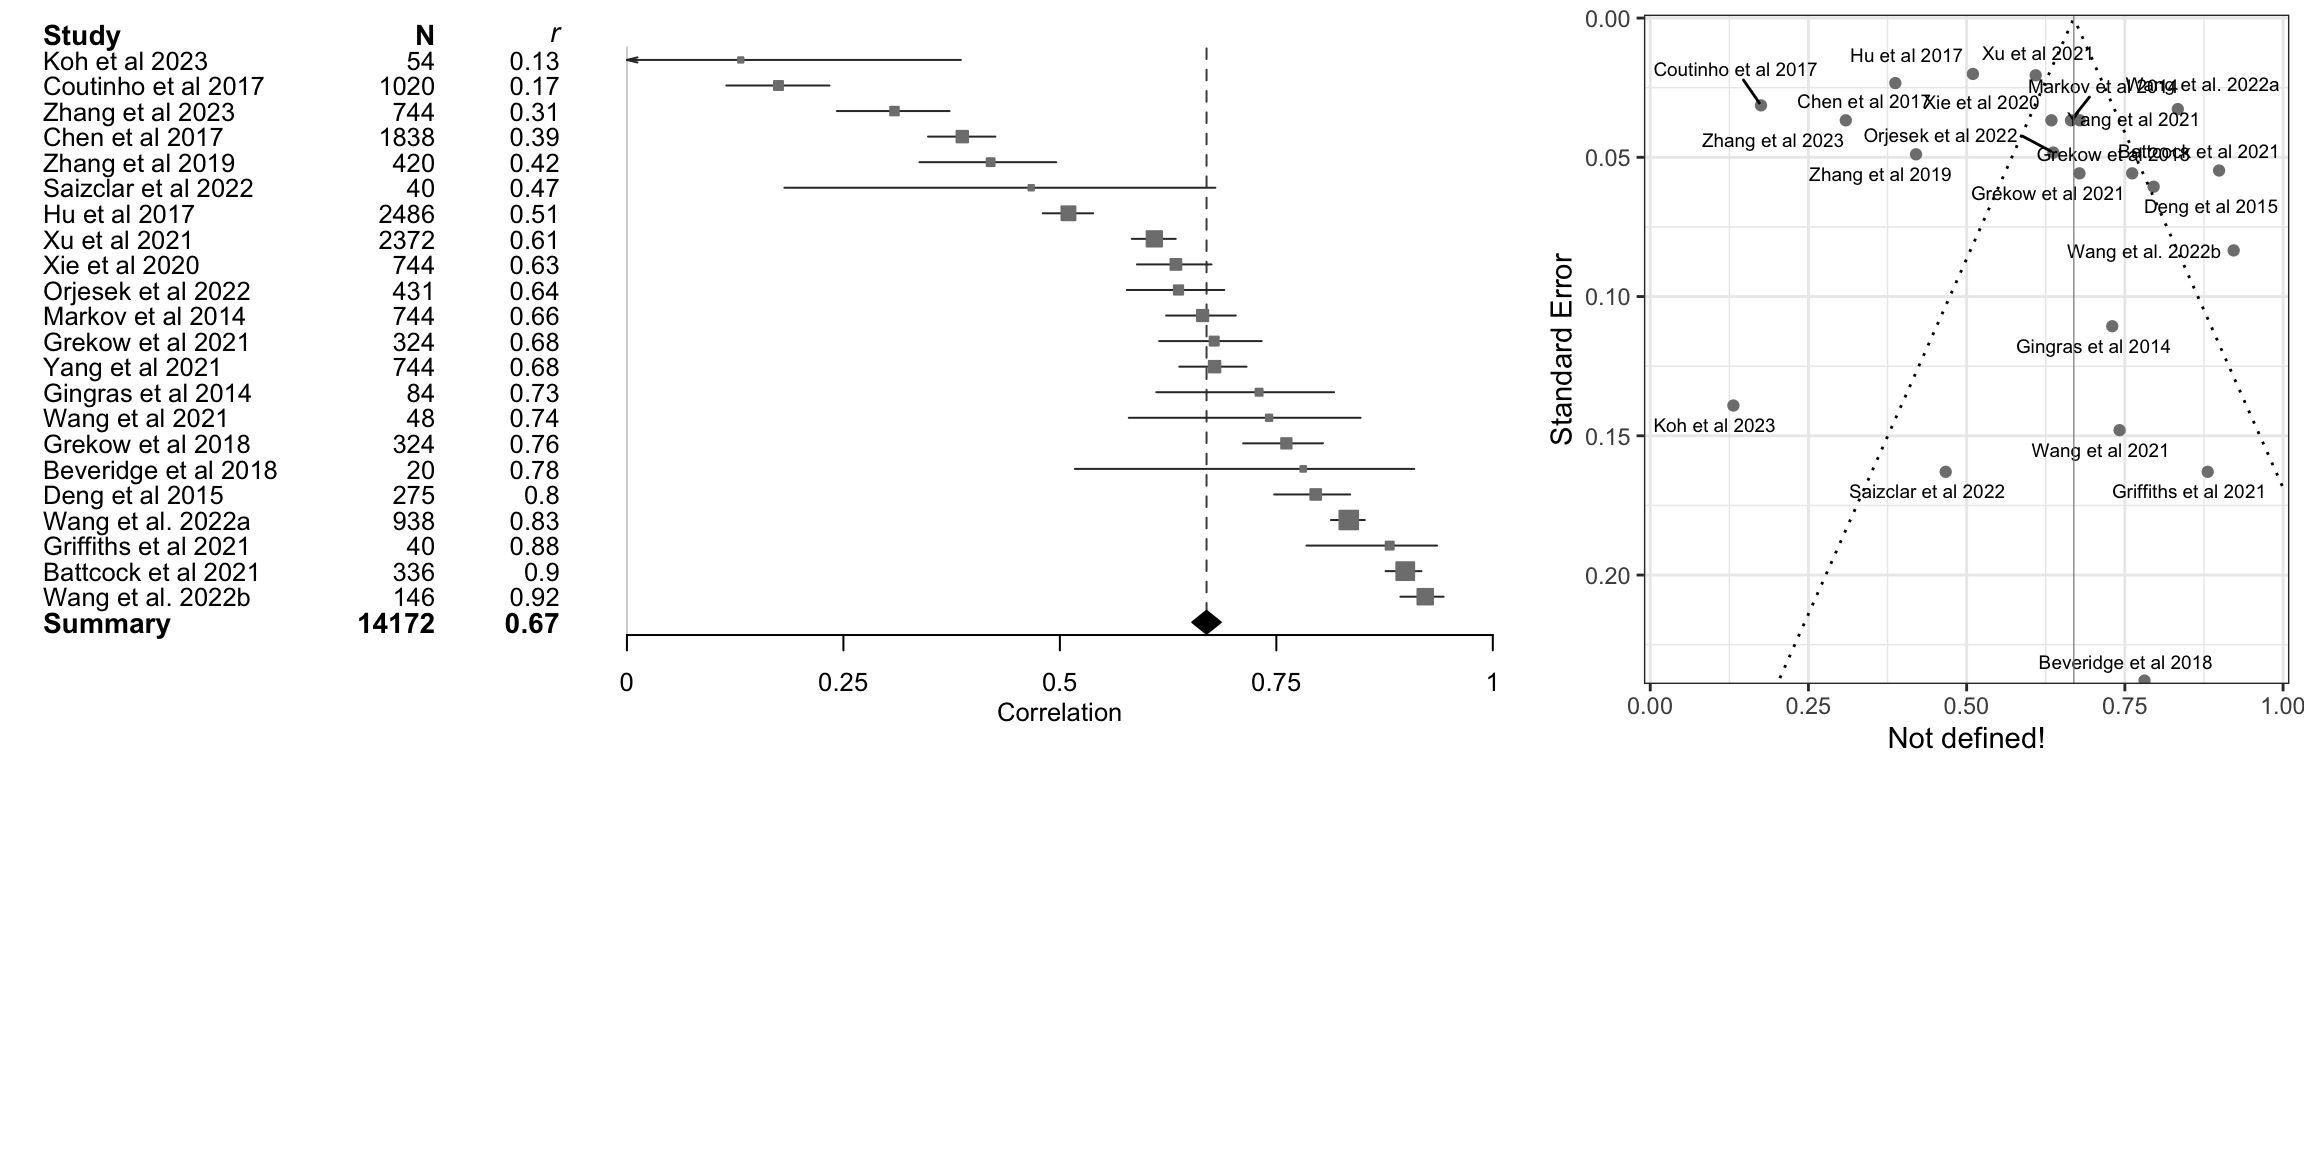 Study N r
Koh et al 2023 54 0.13
Coutinho et al 2017 1020 0.17
Zhang et al 2023 744 0.31
Chen et al 2017 1838 0.39
Zhang et al 2019 420 0.42
Saizclar et al 2022 40 0.47
Hu et al 2017 2486 0.51
Xu et al 2021 2372 0.61
Xie et al 2020 744 0.63
Orjesek et al 2022 431 0.64
Markov et al 2014 744 0.66
Grekow et al 2021 324 0.68
Yang et al 2021 744 0.68
Gingras et al 2014 84 0.73
Wang et al 2021 48 0.74
Grekow et al 2018 324 0.76
Beveridge et al 2018 20 0.78
Deng et al 2015 275 0.8
Wang et al. 2022a 938 0.83
Griffiths et al 2021 40 0.88
Battcock et al 2021 336 0.9
Wang et al. 2022b 146 0.92
Summary 14172 0.67
0 0.25 0.5 0.75 1
Correlation
Standard Error
0.00
0.05
0.10
0.15
0.20
Hu et al 2017
Xu et al 2021
Coutinho et al 2017
Markov et al 2014
Wang et al. 2022a
Chen et al 2017
Xie et al 2020
Yang et al 2021
Zhang et al 2023
Orjesek et al 2022
Grekow et al 2018
Battcock et al 2021
Zhang et al 2019
Grekow et al 2021
Deng et al 2015
Wang et al. 2022b
Gingras et al 2014
Koh et al 2023
Wang et al 2021
Saizclar et al 2022
Griffiths et al 2021
Beveridge et al 2018
0.00 0.25 0.50 0.75 1.00
Not defined!